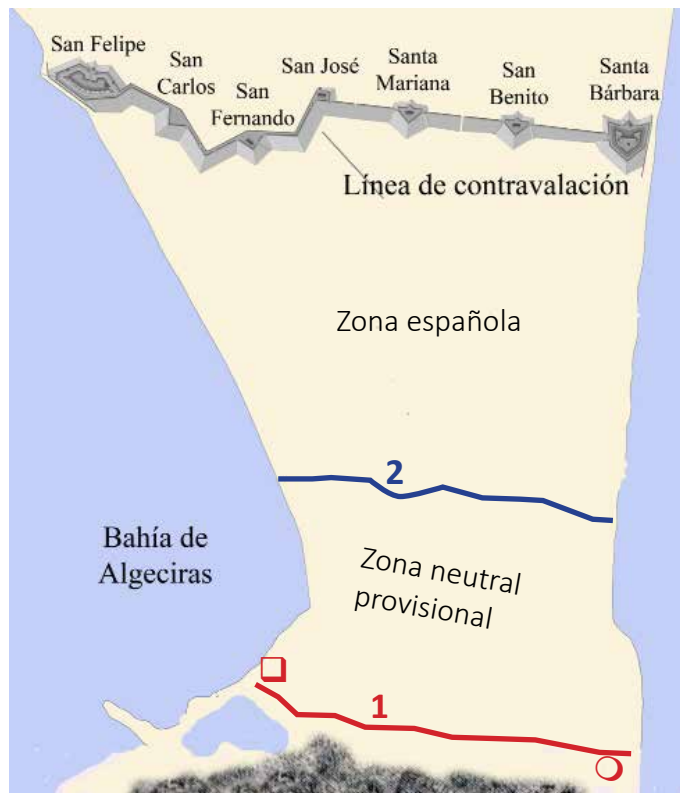 San Felipe
San
Carlos
San
Fernando
San José
Santa
Mariana
San
Benito
Santa
Bárbara
Línea de contravalación
Zona española
2
Bahía de
Algeciras
Zona neutral
provisional
1